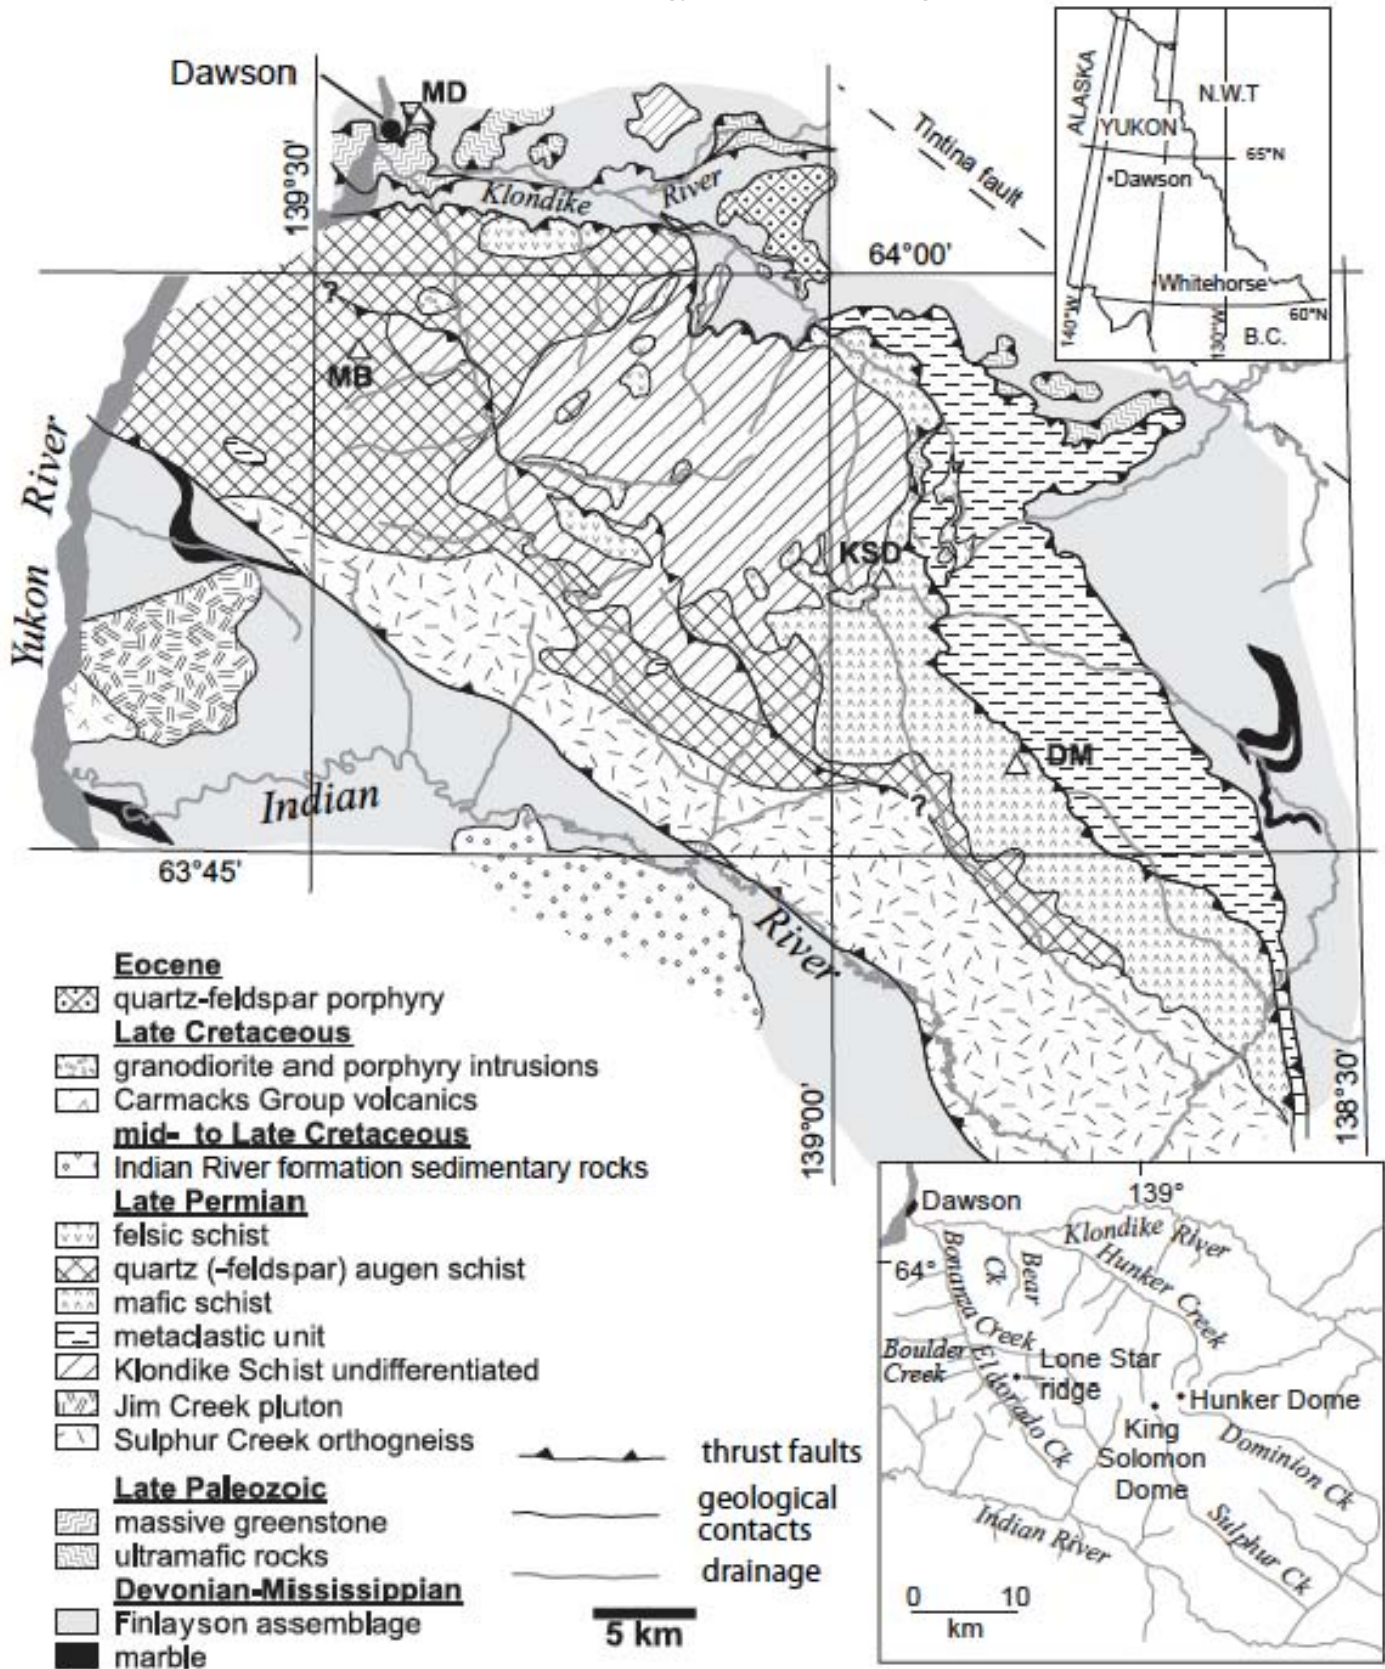 Dawson
MD
139°30'
Klondike
River
Tintina fault
64°00'
ALASKA
N.W.T
YUKON
65°N
•Dawson
Whitehorse
60°N
140°W
130°W
B.C.
?
MB
Yukon River
KSD
DM
?
Indian
River
63°45'
139°00'
138°30'
Eocene
quartz-feldspar porphyry
Late Cretaceous
granodiorite and porphyry intrusions
Carmacks Group volcanics
mid- to Late Cretaceous
Indian River formation sedimentary rocks
Late Permian
felsic schist
quartz (-feldspar) augen schist
mafic schist
metaclastic unit
Klondike Schist undifferentiated
Jim Creek pluton
Sulphur Creek orthogneiss
Late Paleozoic
massive greenstone
ultramafic rocks
Devonian-Mississippian
Finlayson assemblage
marble
thrust faults
geological
contacts
drainage
5 km
Dawson
139°
Klondike River
64°
Bonanza Creek
Bear
Ck
Hunker Creek
Boulder
Creek
Eldorado Ck
Lone Star
ridge
Hunker Dome
King
Solomon
Dome
Dominion Ck
Sulphur Ck
Indian River
0 10
km